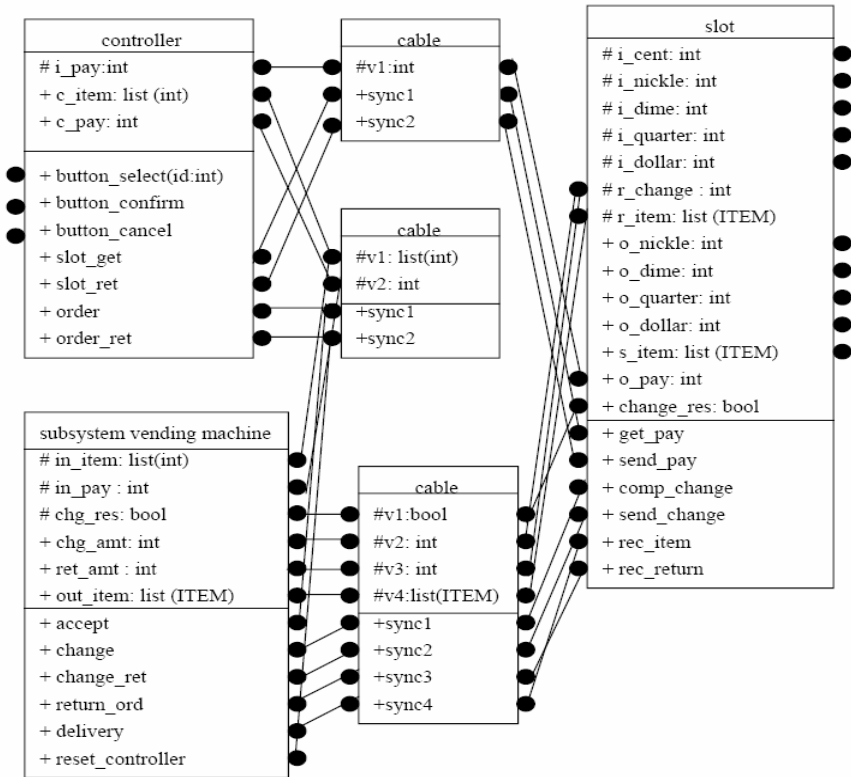 controller
# i_pay:int
+ c_item: list (int)
+ c_pay: int
+ button_select(id:int)
+ button_confirm
+ button_cancel
+ slot_get
+ slot_ret
+ order
+ order_ret
cable
#v1:int
+sync1
+sync2
cable
#v1: list(int)
#v2: int
+sync1
+sync2
subsystem vending machine
# in_item: list(int)
# in_pay : int
# chg_res: bool
+ chg_amt: int
+ ret_amt : int
+ out_item: list (ITEM)
+ accept
+ change
+ change_ret
+ return_ord
+ delivery
+ reset_controller
cable
#v1:bool
#v2: int
#v3: int
#v4:list(ITEM)
+sync1
+sync2
+sync3
+sync4
slot
# i_cent: int
# i_nickle: int
# i_dime: int
# i_quarter: int
# i_dollar: int
# r_change : int
# r_item: list (ITEM)
+ o_nickle: int
+ o_dime: int
+ o_quarter: int
+ o_dollar: int
+ s_item: list (ITEM)
+ o_pay: int
+ change_res: bool
+ get_pay
+ send_pay
+ comp_change
+ send_change
+ rec_item
+ rec_return